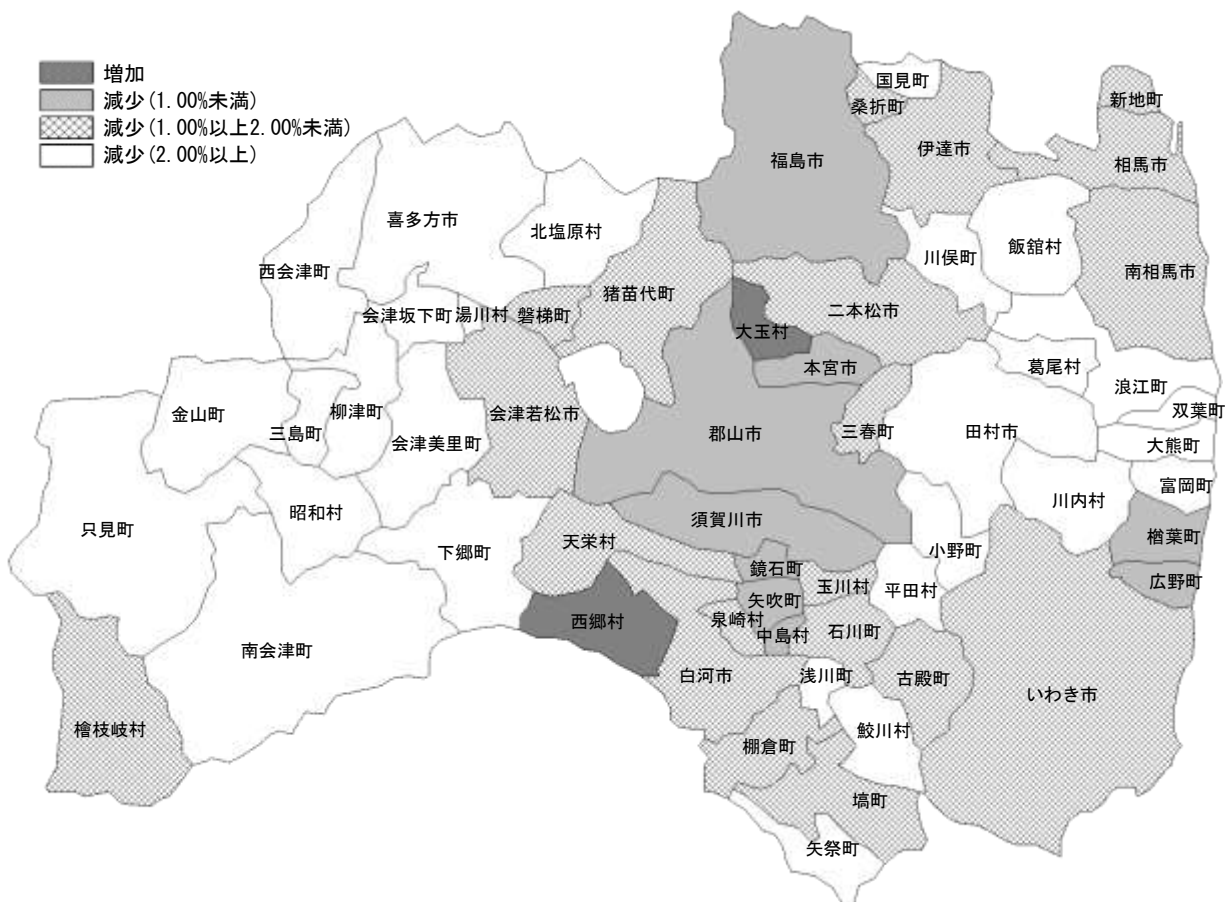 増加
減少(1.00%未満)
減少(1.00%以上2.00%未満)
減少(2.00%以上)
国見町
桑折町
新地町
福島市
伊達市
相馬市
喜多方市
北塩原村
川俣町
飯舘村
西会津町
南相馬市
猪苗代町
会津坂下町
湯川村
磐梯町
二本松市
大玉村
本宮市
葛尾村
浪江町
双葉町
金山町
三島町
柳津町
会津美里町
会津若松市
郡山市
三春町
田村市
大熊町
富岡町
川内村
只見町
昭和村
下郷町
須賀川市
天栄村
小野町
楢葉町
鏡石町
玉川村
平田村
広野町
矢吹町
西郷村
泉崎村
中島村
石川町
南会津町
白河市
浅川町
古殿町
いわき市
檜枝岐村
棚倉町
鮫川村
塙町
矢祭町